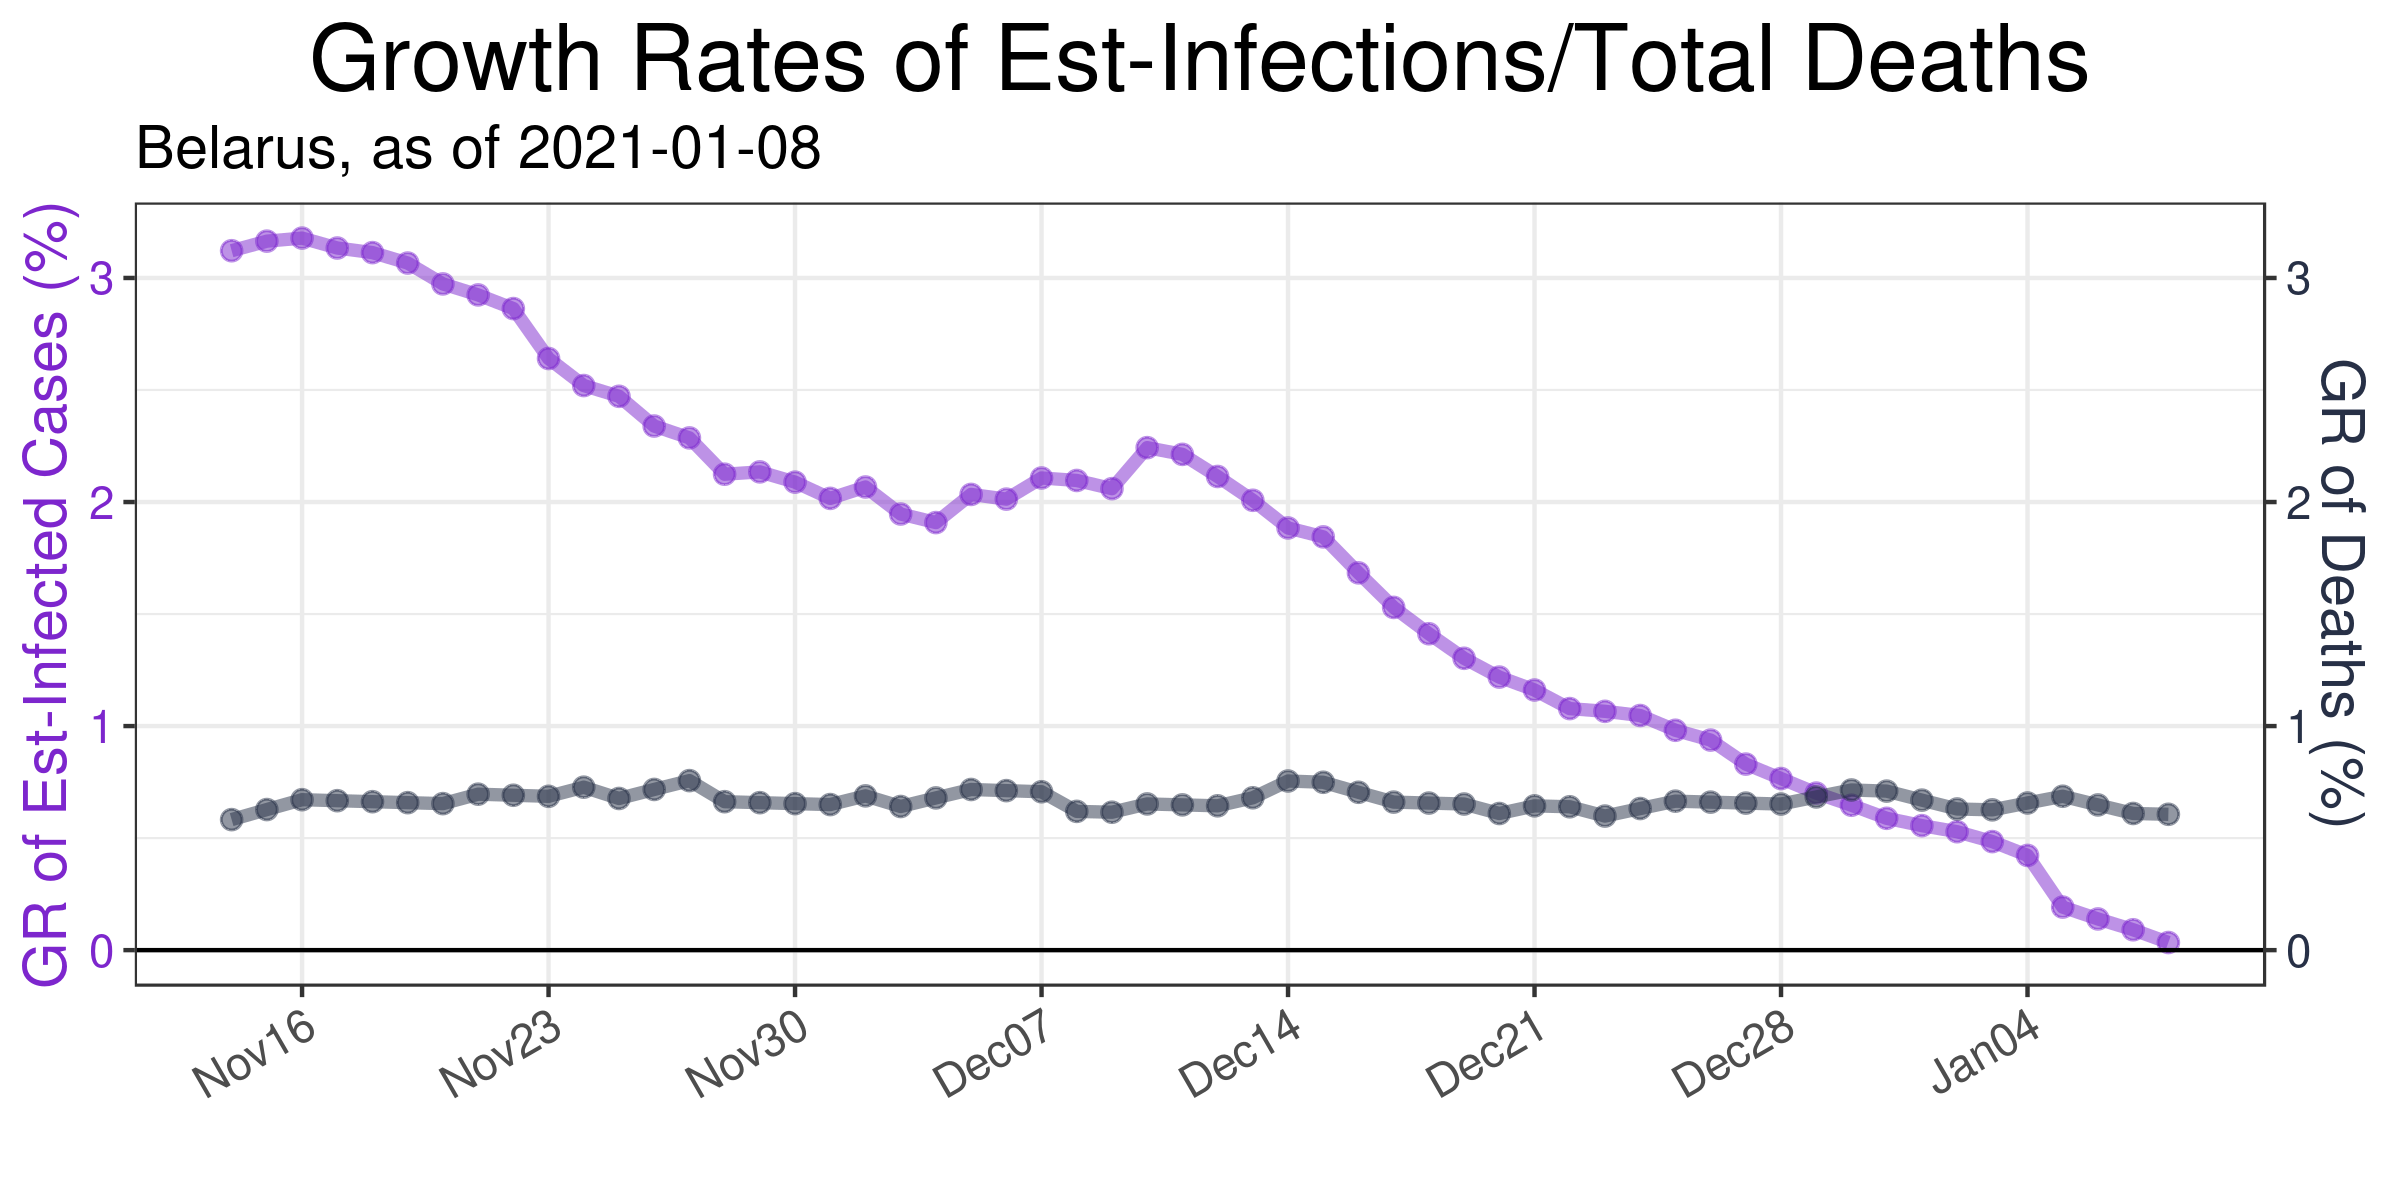 Growth Rates of Est-Infections/Total Deaths
Belarus, as of 2021-01-08
GR of Est-Infected Cases (%)
3
2
1
0
3
2
1
0
GR of Deaths (%)
Nov16
Nov23
Nov30
Dec07
Dec14
Dec21
Dec28
Jan04